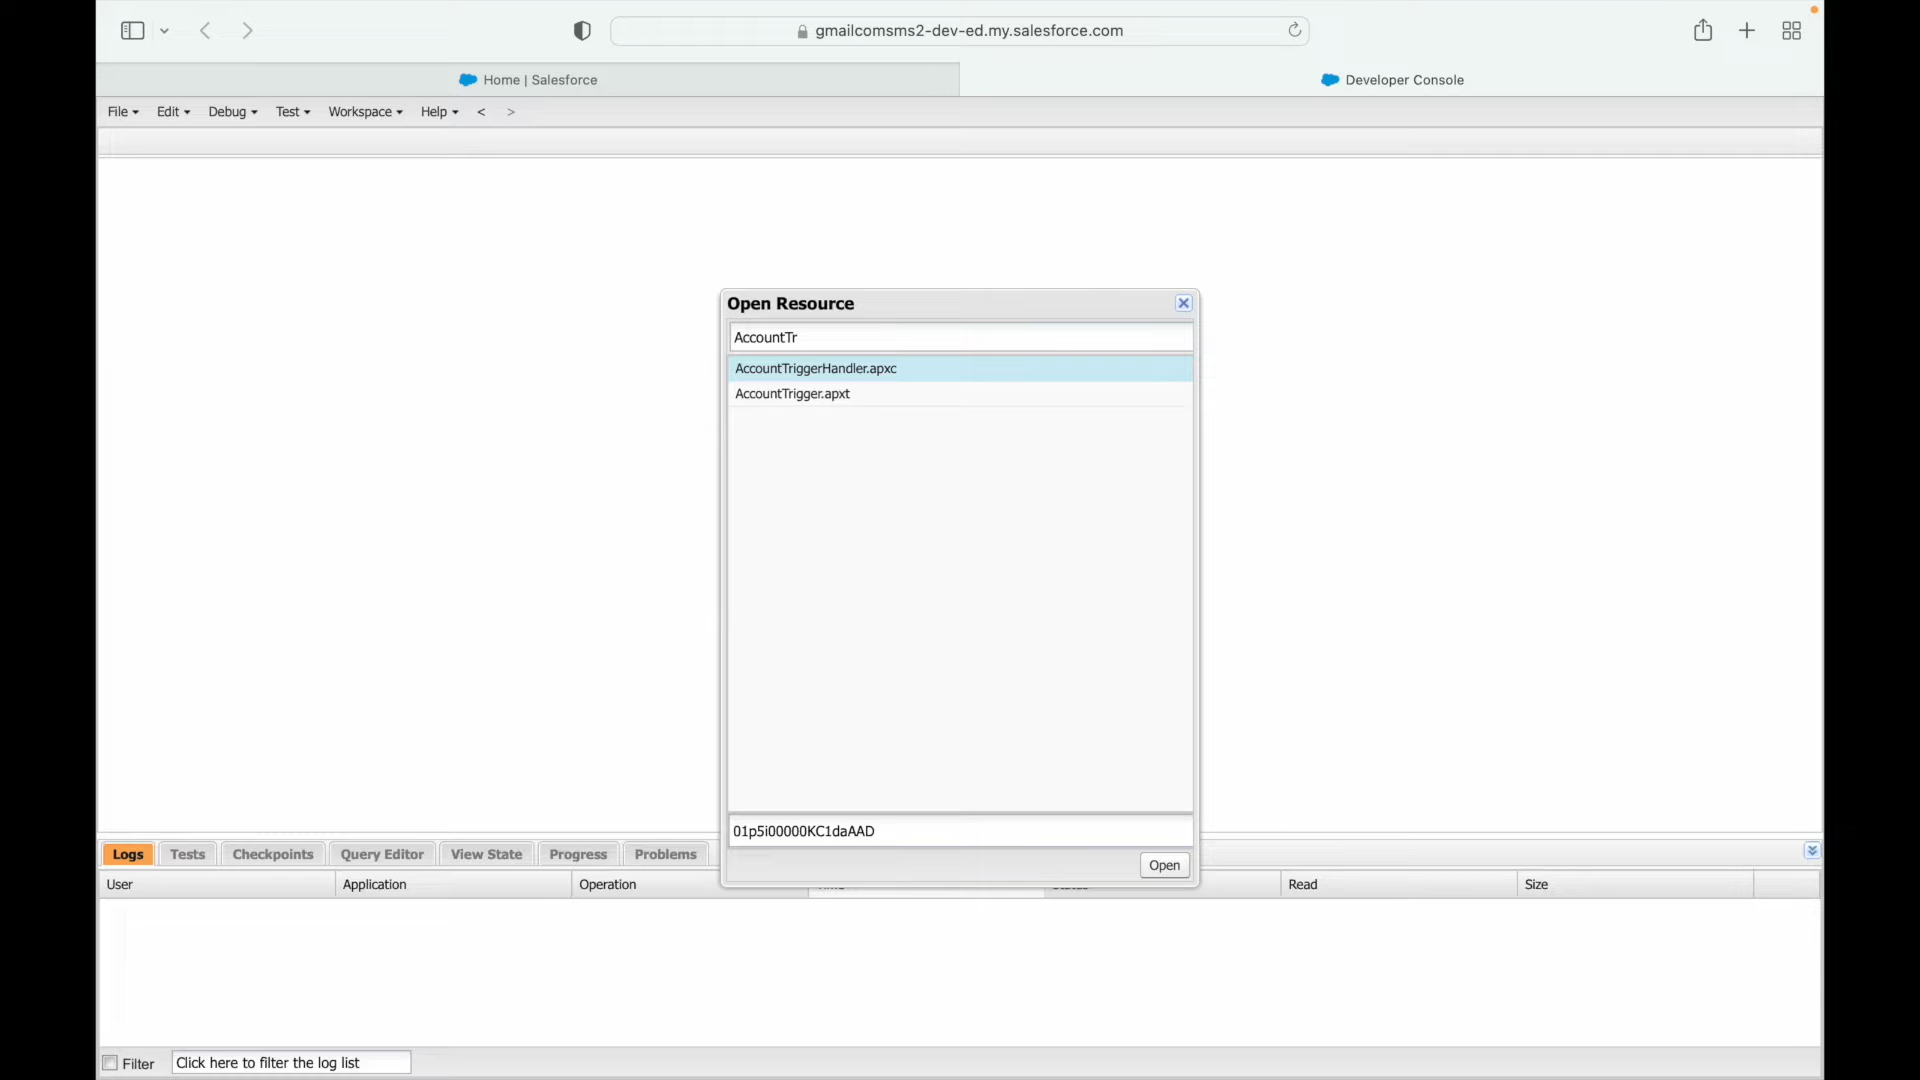 gmailcomsms2-dev-ed.my.salesforce.com
Home | Salesforce
Developer Console
File
Edit
Debug
Test
Workspace
Help
<
>
Open Resource
AccountTr
AccountTriggerHandler.apxc
AccountTrigger.apxt
01p5i00000KC1daAAD
Open
Logs
Tests
Checkpoints
Query Editor
View State
Progress
Problems
User
Application
Operation
Read
Size
Filter
Click here to filter the log list